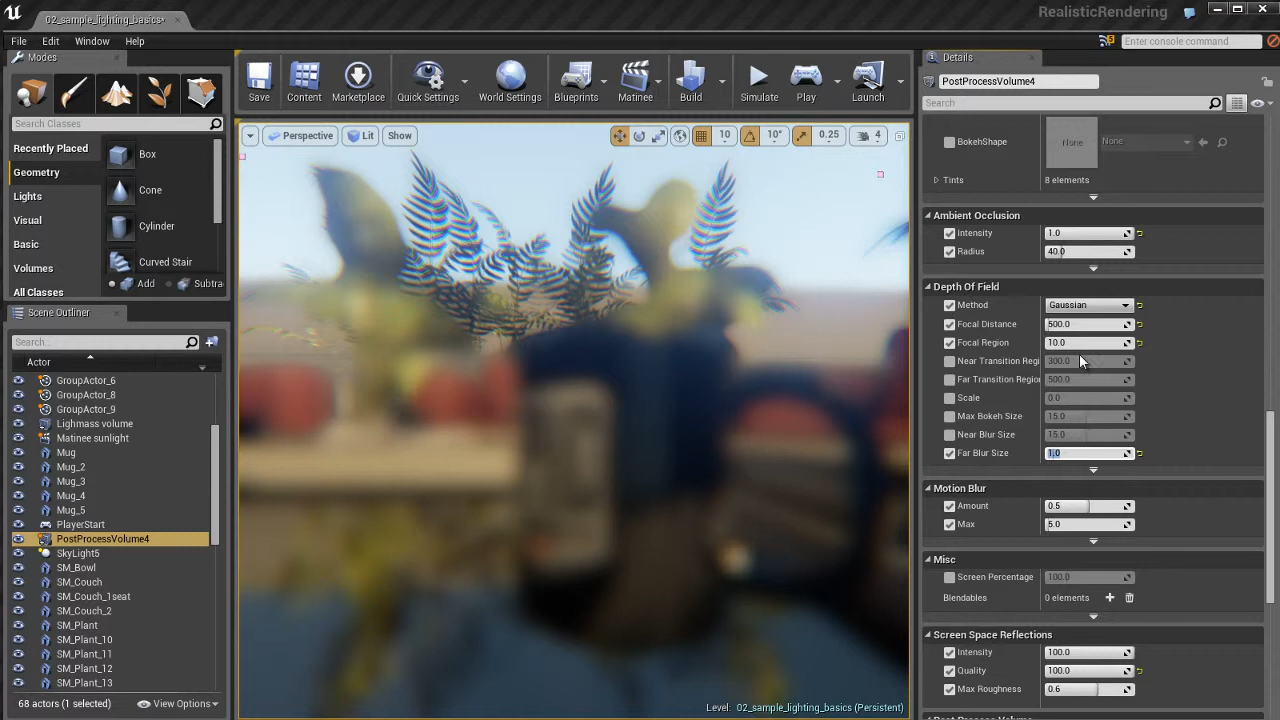 02_sample_lighting_basics*
RealisticRendering
File Edit Window Help
5
Enter console command
Modes
Search Classes
Recently Placed
Geometry
Lights
Visual
Basic
Volumes
All Classes
Box
Cone
Cylinder
Curved Stair
Add Subtra
Save
Content
Marketplace
Quick Settings
World Settings
Blueprints
Matinee
Build
Simulate
Play
Launch
Perspective Lit Show
10 10° 0.25 4
Scene Outliner
Search...
Actor
GroupActor_6
GroupActor_8
GroupActor_9
Lighmass volume
Matinee sunlight
Mug
Mug_2
Mug_3
Mug_4
Mug_5
PlayerStart
PostProcessVolume4
SkyLight5
SM_Bowl
SM_Couch
SM_Couch_1seat
SM_Couch_2
SM_Plant
SM_Plant_10
SM_Plant_11
SM_Plant_12
SM_Plant_13
68 actors (1 selected) View Options
Level: 02_sample_lighting_basics (Persistent)
Details
PostProcessVolume4
Search
BokehShape None None
Tints 8 elements
Ambient Occlusion
Intensity 1.0
Radius 40.0
Depth Of Field
Method Gaussian
Focal Distance 500.0
Focal Region 10.0
Near Transition Regi 300.0
Far Transition Region 500.0
Scale 0.0
Max Bokeh Size 15.0
Near Blur Size 15.0
Far Blur Size 1.0
Motion Blur
Amount 0.5
Max 5.0
Misc
Screen Percentage 100.0
Blendables 0 elements
Screen Space Reflections
Intensity 100.0
Quality 100.0
Max Roughness 0.6